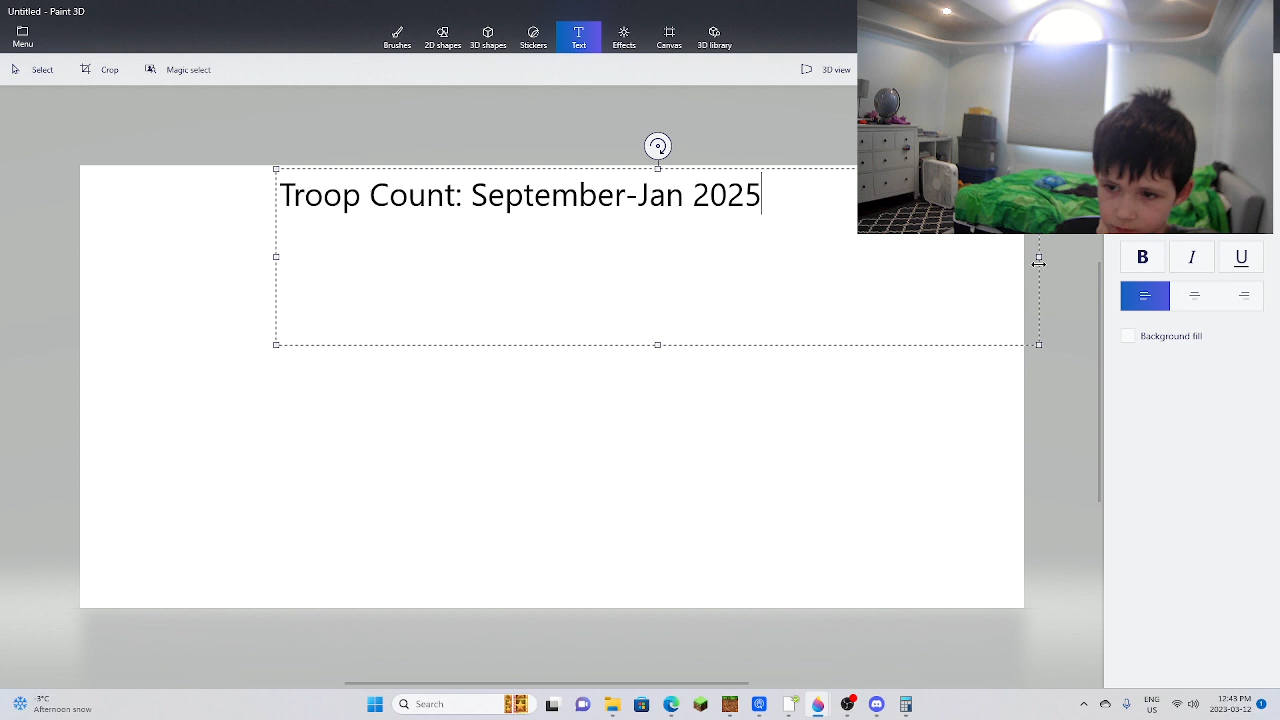 Untitled - Paint 3D
Menu
Brushes
2D shapes
3D shapes
Stickers
Text
Effects
Canvas
3D library
Select
Crop
Magic select
3D view
Troop Count: September-Jan 2025
B I U
Background fill
Afternoon snow
Search
ENG
US
12:43 PM
2023-03-12